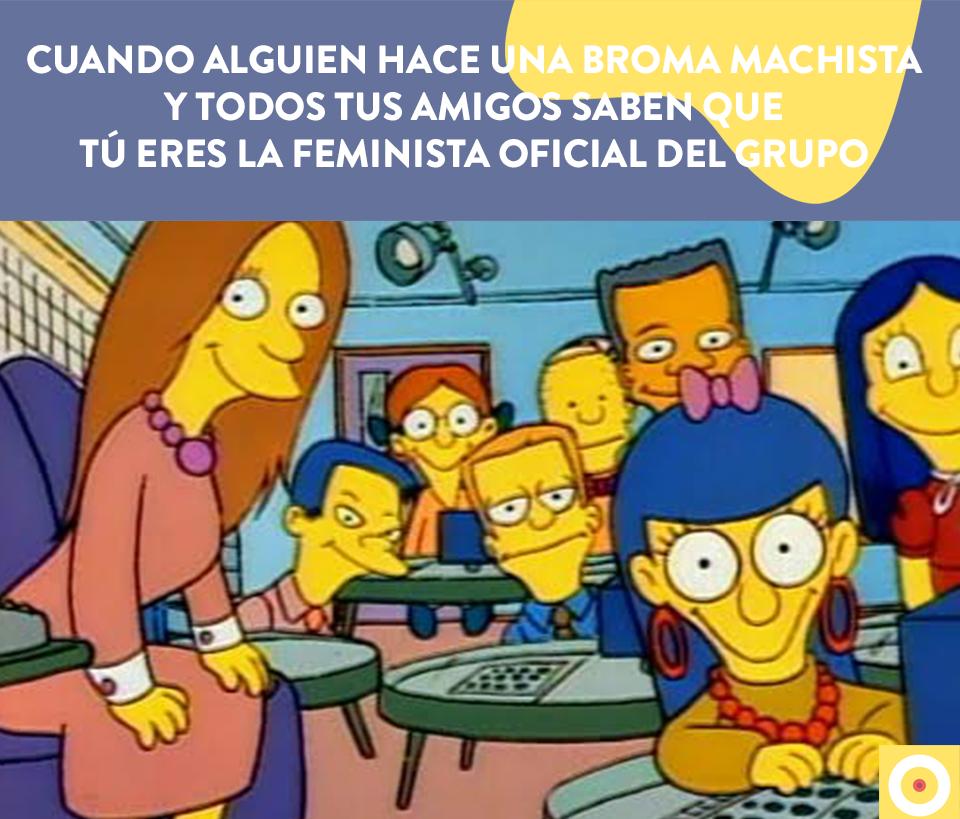 CUANDO ALGUIEN HACE UNA BROMA MACHISTA
Y TODOS TUS AMIGOS SABEN QUE
TÚ ERES LA FEMINISTA OFICIAL DEL GRUPO